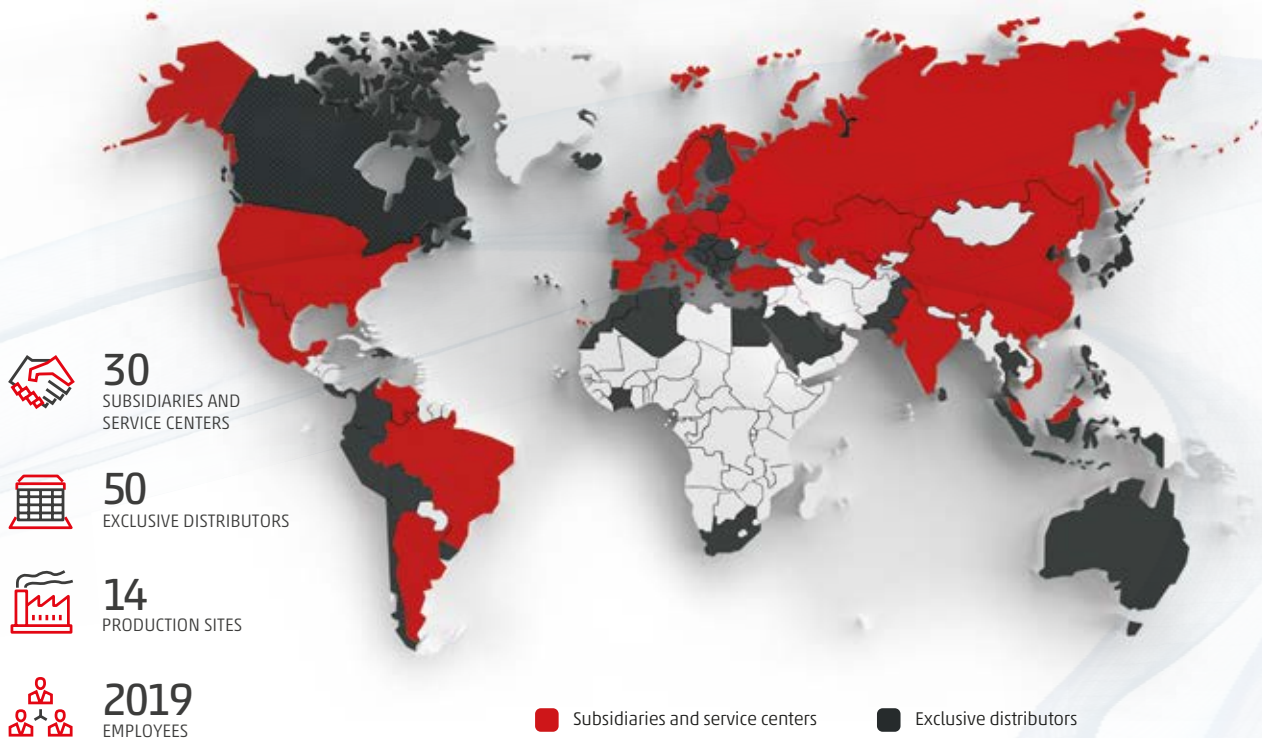 30
SUBSIDIARIES AND
SERVICE CENTERS
50
EXCLUSIVE DISTRIBUTORS
14
PRODUCTION SITES
2019
EMPLOYEES
Subsidiaries and service centers
Exclusive distributors